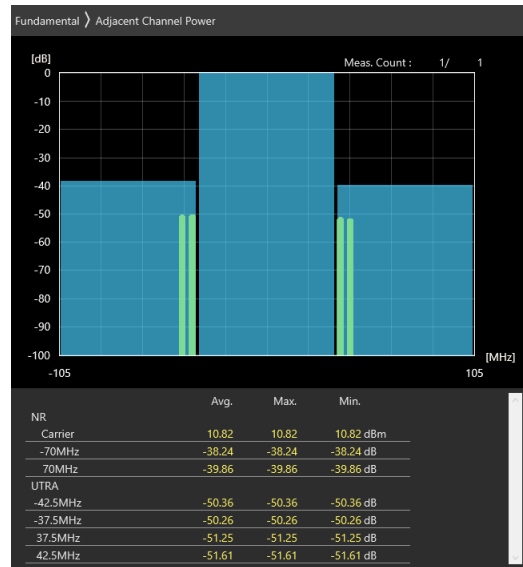 Fundamental 〉 Adjacent Channel Power
[dB]
Meas. Count : 1/ 1
0
-10
-20
-30
-40
-50
-60
-70
-80
-90
-100
[MHz]
-105 105
Avg. Max. Min.
NR
Carrier 10.82 10.82 10.82 dBm
-70MHz -38.24 -38.24 -38.24 dB
70MHz -39.86 -39.86 -39.86 dB
UTRA
-42.5MHz -50.36 -50.36 -50.36 dB
-37.5MHz -50.26 -50.26 -50.26 dB
37.5MHz -51.25 -51.25 -51.25 dB
42.5MHz -51.61 -51.61 -51.61 dB